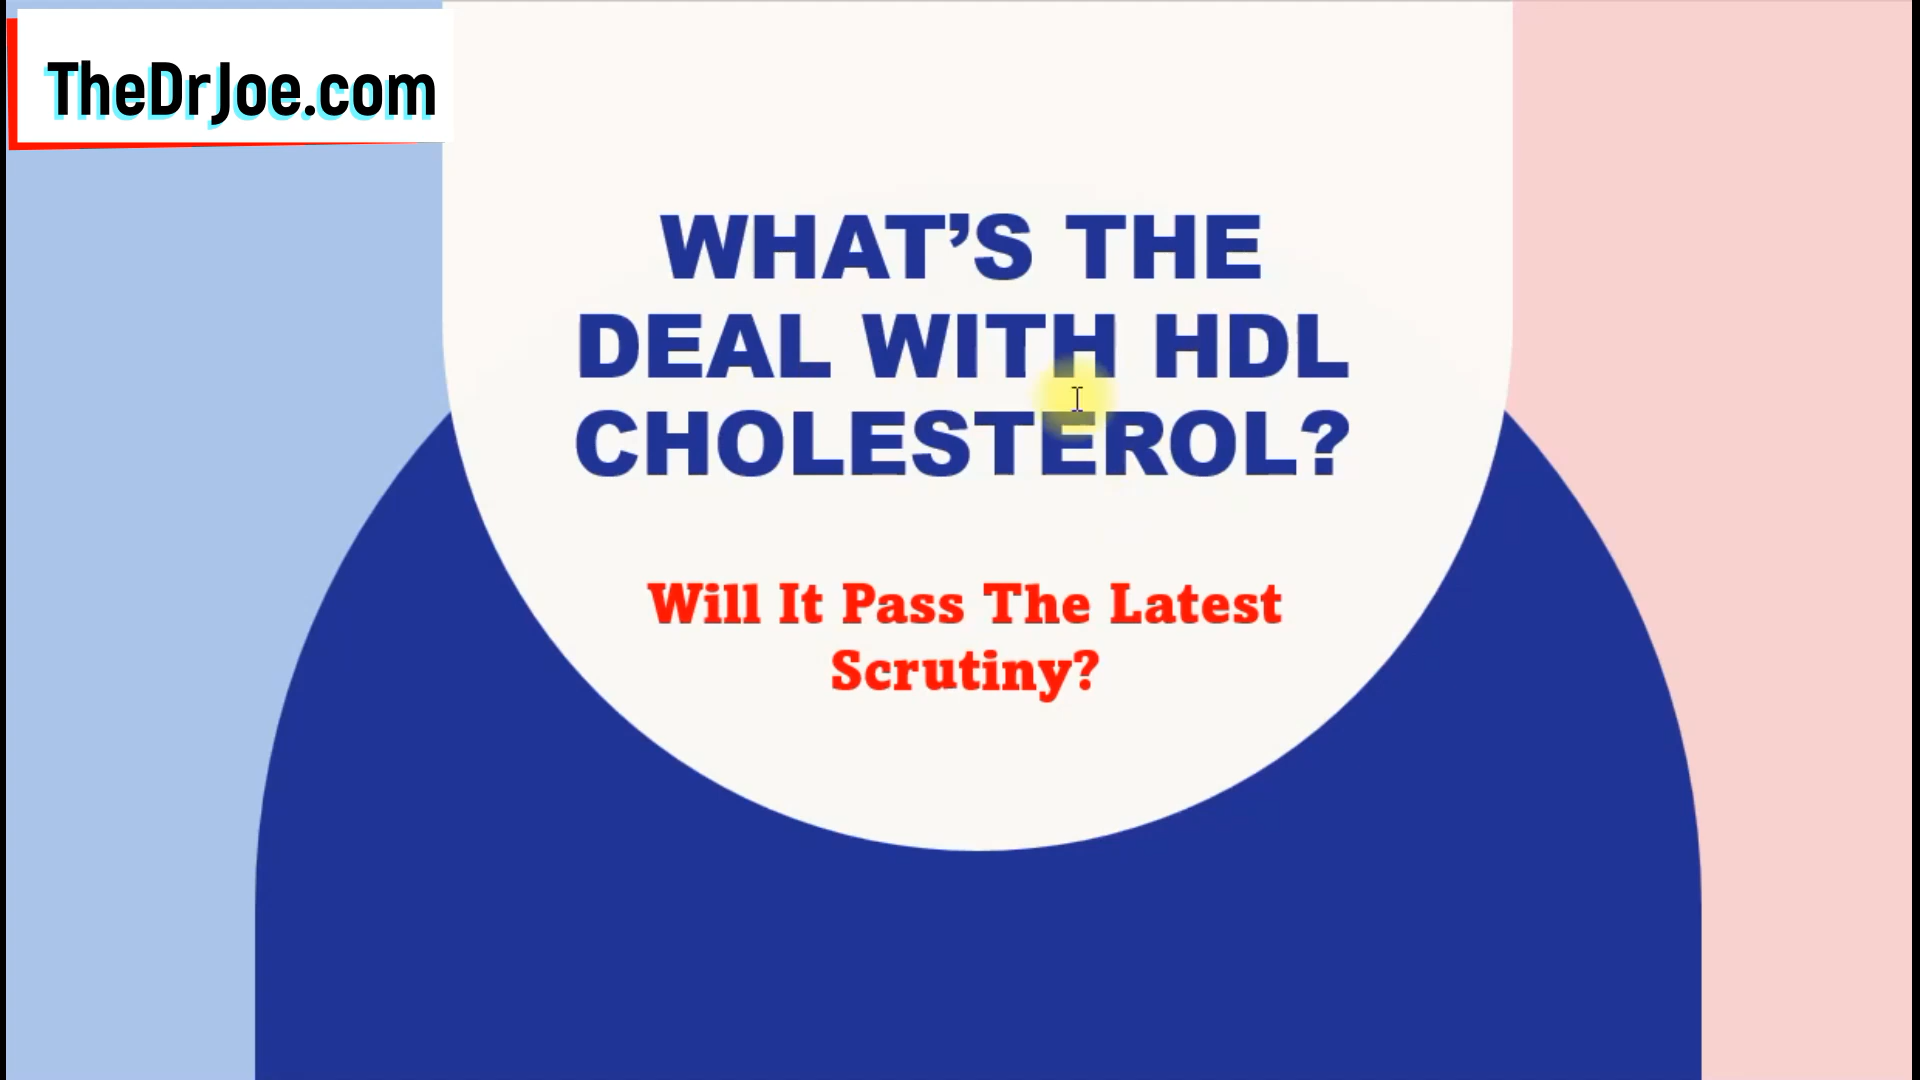 TheDrJoe.com
WHAT’S THE
DEAL WITH HDL
CHOLESTEROL?
Will It Pass The Latest
Scrutiny?